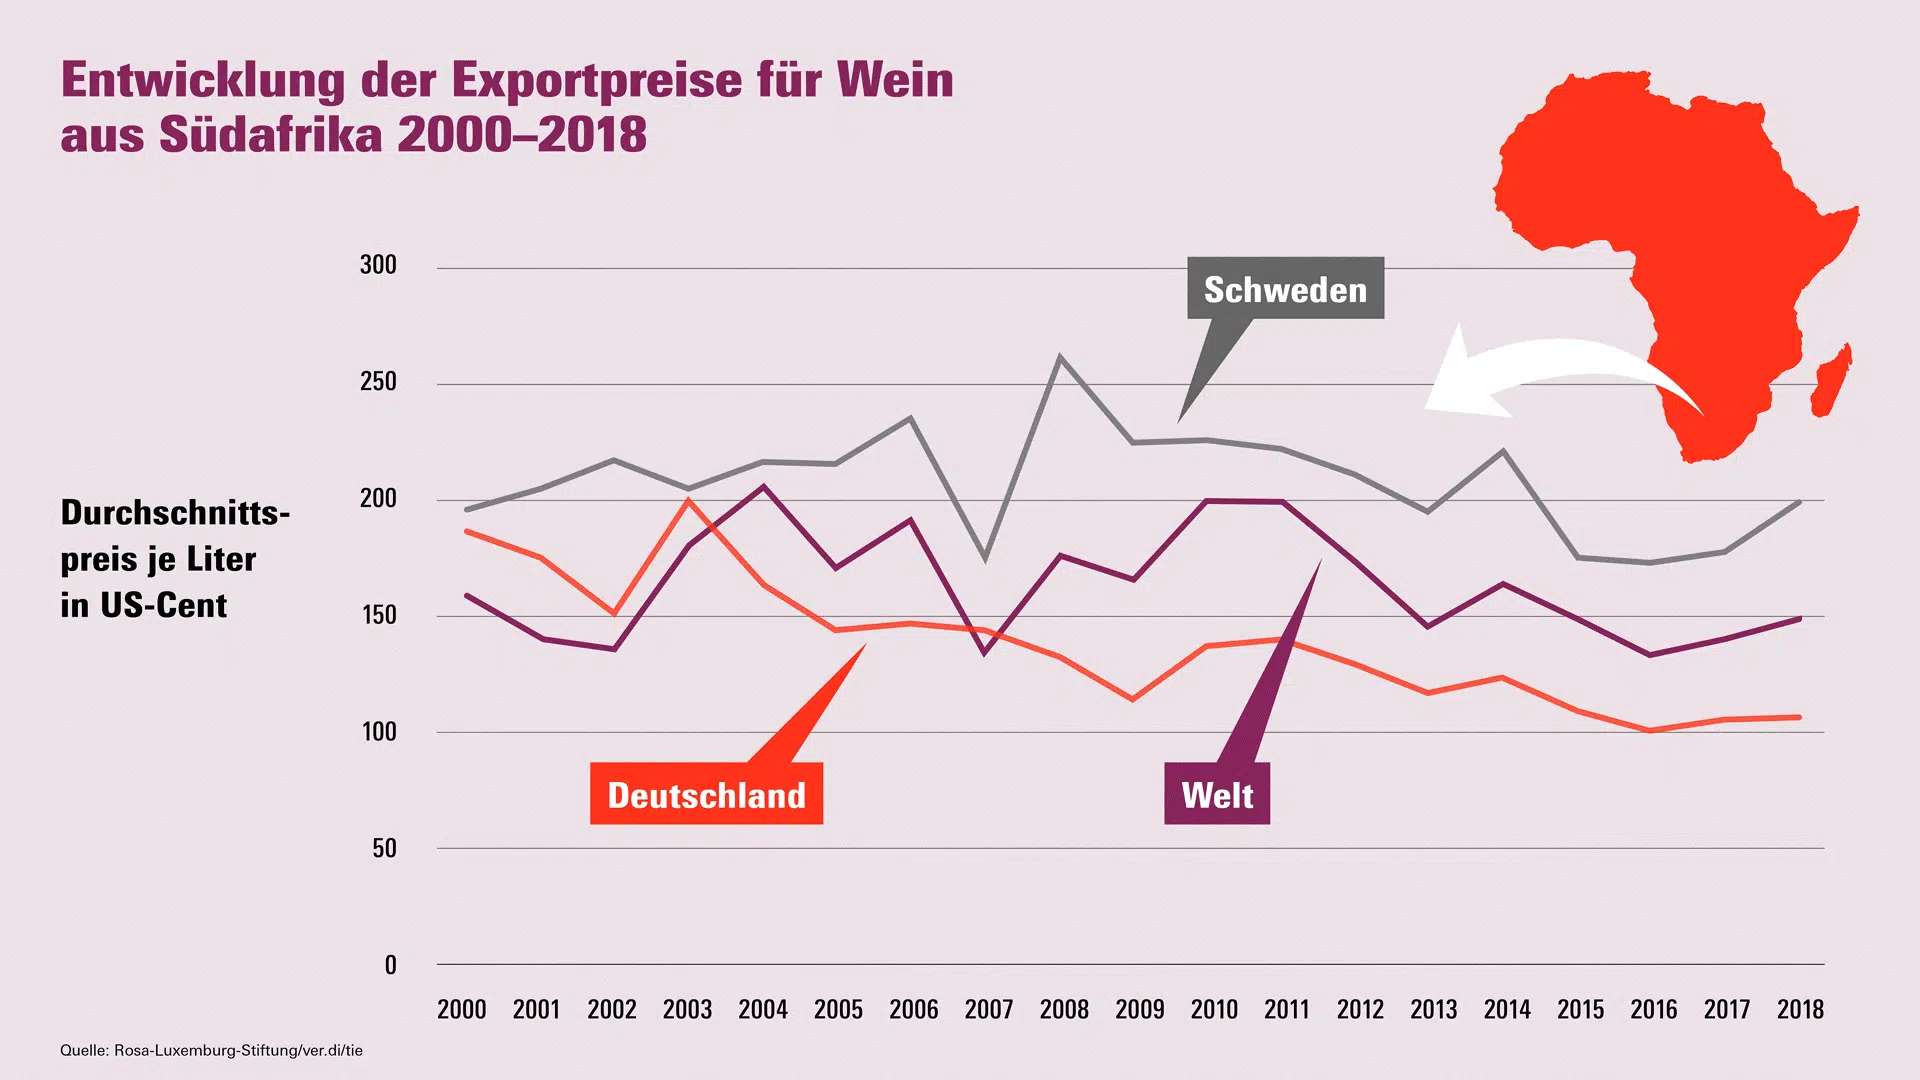 Entwicklung der Exportpreise für Wein
aus Südafrika 2000–2018
300
250
200
150
100
50
0
Durchschnitts-
preis je Liter
in US-Cent
Schweden
Deutschland
Welt
2000 2001 2002 2003 2004 2005 2006 2007 2008 2009 2010 2011 2012 2013 2014 2015 2016 2017 2018
Quelle: Rosa-Luxemburg-Stiftung/ver.di/tie